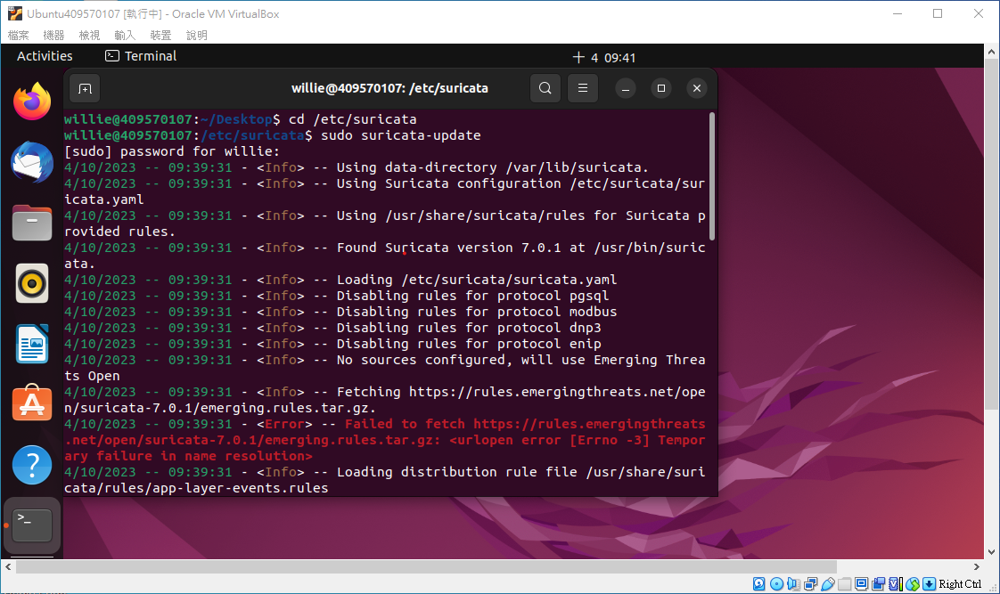 Ubuntu409570107 [執行中] - Oracle VM VirtualBox
檔案 機器 檢視 輸入 裝置 說明
Activities Terminal 十 4 09:41
willie@409570107: /etc/suricata
willie@409570107:~/Desktop$ cd /etc/suricata
willie@409570107:/etc/suricata$ sudo suricata-update
[sudo] password for willie:
4/10/2023 -- 09:39:31 - <Info> -- Using data-directory /var/lib/suricata.
4/10/2023 -- 09:39:31 - <Info> -- Using Suricata configuration /etc/suricata/sur
icata.yaml
4/10/2023 -- 09:39:31 - <Info> -- Using /usr/share/suricata/rules for Suricata p
rovided rules.
4/10/2023 -- 09:39:31 - <Info> -- Found Suricata version 7.0.1 at /usr/bin/suric
ata.
4/10/2023 -- 09:39:31 - <Info> -- Loading /etc/suricata/suricata.yaml
4/10/2023 -- 09:39:31 - <Info> -- Disabling rules for protocol pgsql
4/10/2023 -- 09:39:31 - <Info> -- Disabling rules for protocol modbus
4/10/2023 -- 09:39:31 - <Info> -- Disabling rules for protocol dnp3
4/10/2023 -- 09:39:31 - <Info> -- Disabling rules for protocol enip
4/10/2023 -- 09:39:31 - <Info> -- No sources configured, will use Emerging Threa
ts Open
4/10/2023 -- 09:39:31 - <Info> -- Fetching https://rules.emergingthreats.net/ope
n/suricata-7.0.1/emerging.rules.tar.gz.
4/10/2023 -- 09:39:31 - <Error> -- Failed to fetch https://rules.emergingthreats
.net/open/suricata-7.0.1/emerging.rules.tar.gz: <urlopen error [Errno -3] Tempor
ary failure in name resolution>
4/10/2023 -- 09:39:31 - <Info> -- Loading distribution rule file /usr/share/suri
cata/rules/app-layer-events.rules
Right Ctrl